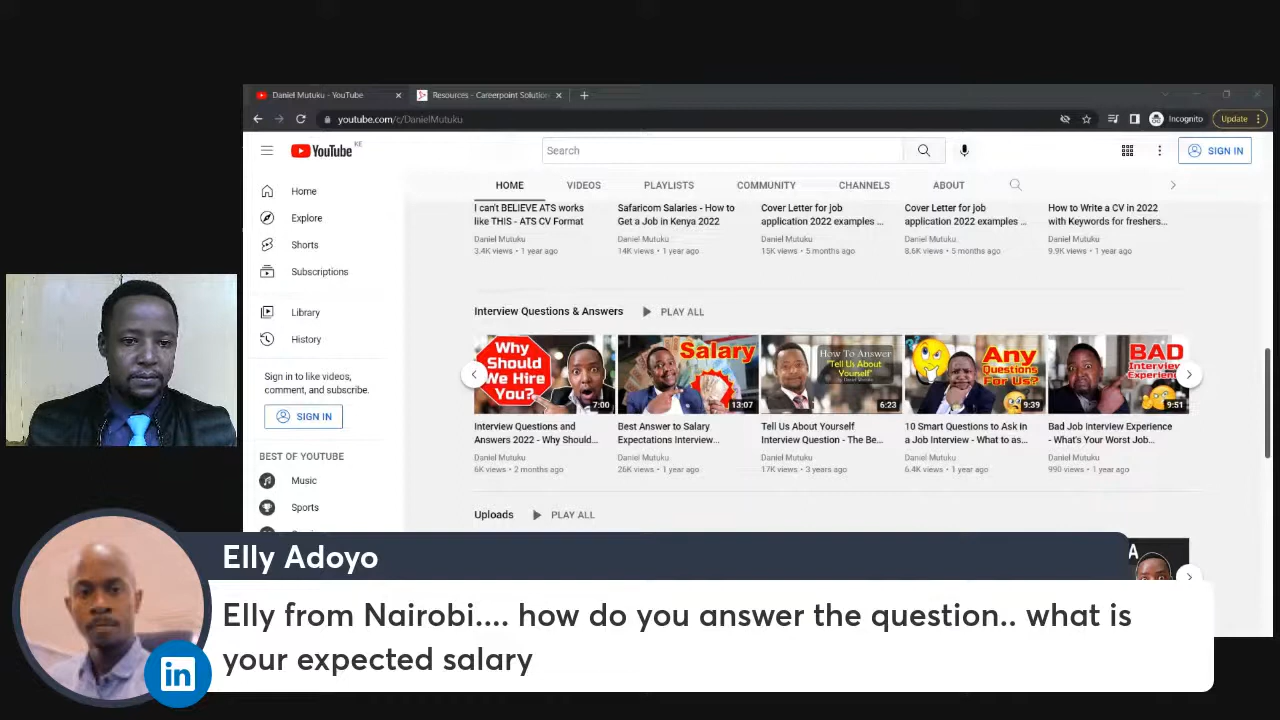 Daniel Mutuku - YouTube
Resources - Careerpoint Solution
youtube.com/c/DanielMutuku
Incognito
Update
YouTube KE
Search
SIGN IN
Home
Explore
Shorts
Subscriptions
Library
History
Sign in to like videos,
comment, and subscribe.
SIGN IN
BEST OF YOUTUBE
Music
Sports
HOME VIDEOS PLAYLISTS COMMUNITY CHANNELS ABOUT
I can't BELIEVE ATS works
like THIS - ATS CV Format
Daniel Mutuku
3.4K views • 1 year ago
Safaricom Salaries - How to
Get a Job in Kenya 2022
Daniel Mutuku
14K views • 1 year ago
Cover Letter for job
application 2022 examples ...
Daniel Mutuku
15K views • 5 months ago
Cover Letter for job
application 2022 examples ...
Daniel Mutuku
8.6K views • 5 months ago
How to Write a CV in 2022
with Keywords for freshers...
Daniel Mutuku
9.9K views • 1 year ago
Interview Questions & Answers PLAY ALL
Why
Should
We Hire
You?
7:00
Interview Questions and
Answers 2022 - Why Should...
Daniel Mutuku
6K views • 2 months ago
Salary
13:07
Best Answer to Salary
Expectations Interview...
Daniel Mutuku
26K views • 1 year ago
How To Answer
Tell Us About
Yourself
6:23
Tell Us About Yourself
Interview Question - The Be...
Daniel Mutuku
17K views • 3 years ago
Any
Questions
For Us?
9:39
10 Smart Questions to Ask in
a Job Interview - What to as...
Daniel Mutuku
6.4K views • 1 year ago
BAD
Interview
Experience
9:51
Bad Job Interview Experience
- What's Your Worst Job...
Daniel Mutuku
990 views • 1 year ago
Uploads PLAY ALL
A
Elly Adoyo
Elly from Nairobi.... how do you answer the question.. what is
your expected salary
in